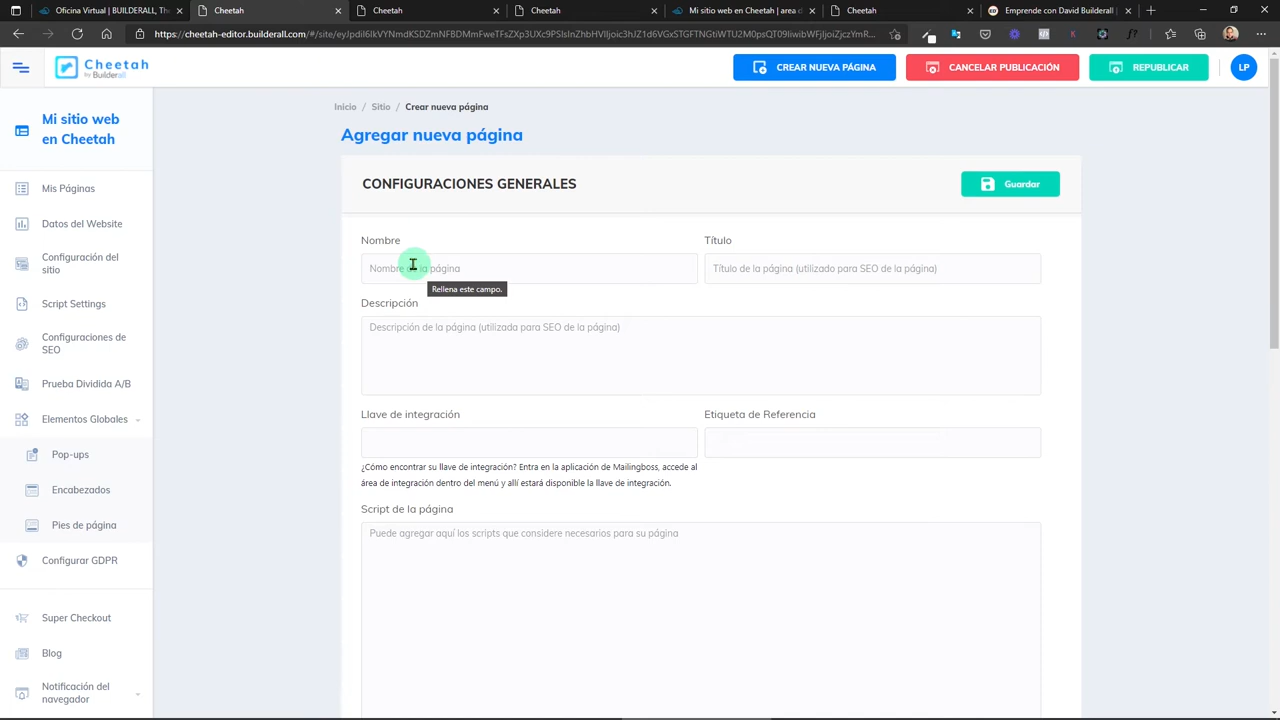 Oficina Virtual | BUILDERALL, Th
Cheetah
Cheetah
Cheetah
Mi sitio web en Cheetah | area d
Cheetah
Emprende con David Builderall |
Cheetah
by Builderall
CREAR NUEVA PÁGINA
CANCELAR PUBLICACIÓN
REPUBLICAR
LP
Mi sitio web
en Cheetah
Mis Páginas
Datos del Website
Configuración del
sitio
Script Settings
Configuraciones de
SEO
Prueba Dividida A/B
Elementos Globales
Pop-ups
Encabezados
Pies de página
Configurar GDPR
Super Checkout
Blog
Notificación del
navegador
Inicio / Sitio / Crear nueva página
Agregar nueva página
CONFIGURACIONES GENERALES
Guardar
Nombre
Título
Nombre de la página
Título de la página (utilizado para SEO de la página)
Rellena este campo.
Descripción
Descripción de la página (utilizada para SEO de la página)
Llave de integración
Etiqueta de Referencia
¿Cómo encontrar su llave de integración? Entra en la aplicación de Mailingboss, accede al
área de integración dentro del menú y allí estará disponible la llave de integración.
Script de la página
Puede agregar aquí los scripts que considere necesarios para su página